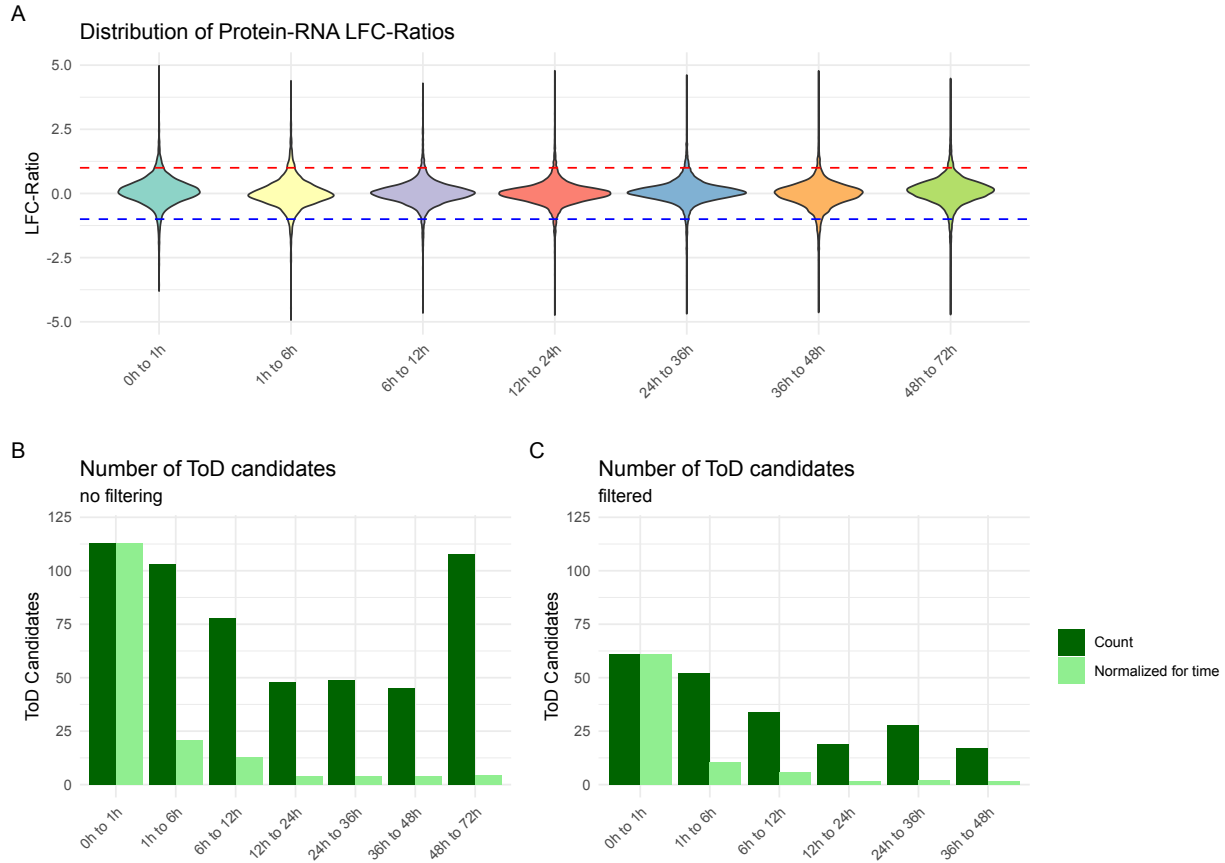 A
Distribution of Protein-RNA LFC-Ratios
LFC-Ratio
5.0
2.5
0.0
-2.5
-5.0
0h to 1h
1h to 6h
6h to 12h
12h to 24h
24h to 36h
36h to 48h
48h to 72h
B
Number of ToD candidates
no filtering
ToD Candidates
125
100
75
50
25
0
0h to 1h
1h to 6h
6h to 12h
12h to 24h
24h to 36h
36h to 48h
48h to 72h
C
Number of ToD candidates
filtered
ToD Candidates
125
100
75
50
25
0
0h to 1h
1h to 6h
6h to 12h
12h to 24h
24h to 36h
36h to 48h
Count
Normalized for time